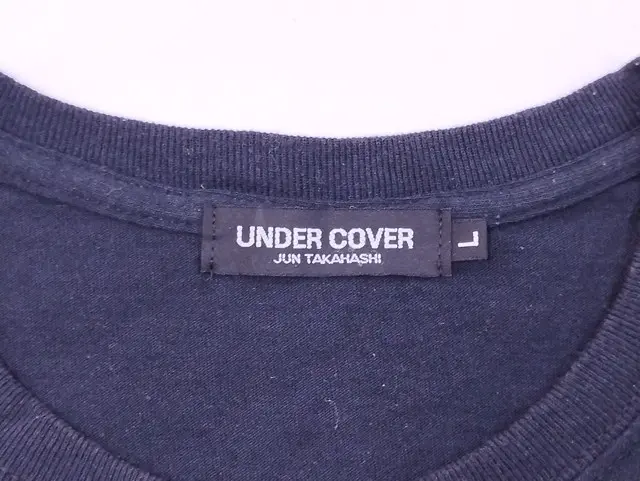 UNDER COVER
JUN TAKAHASHI
L